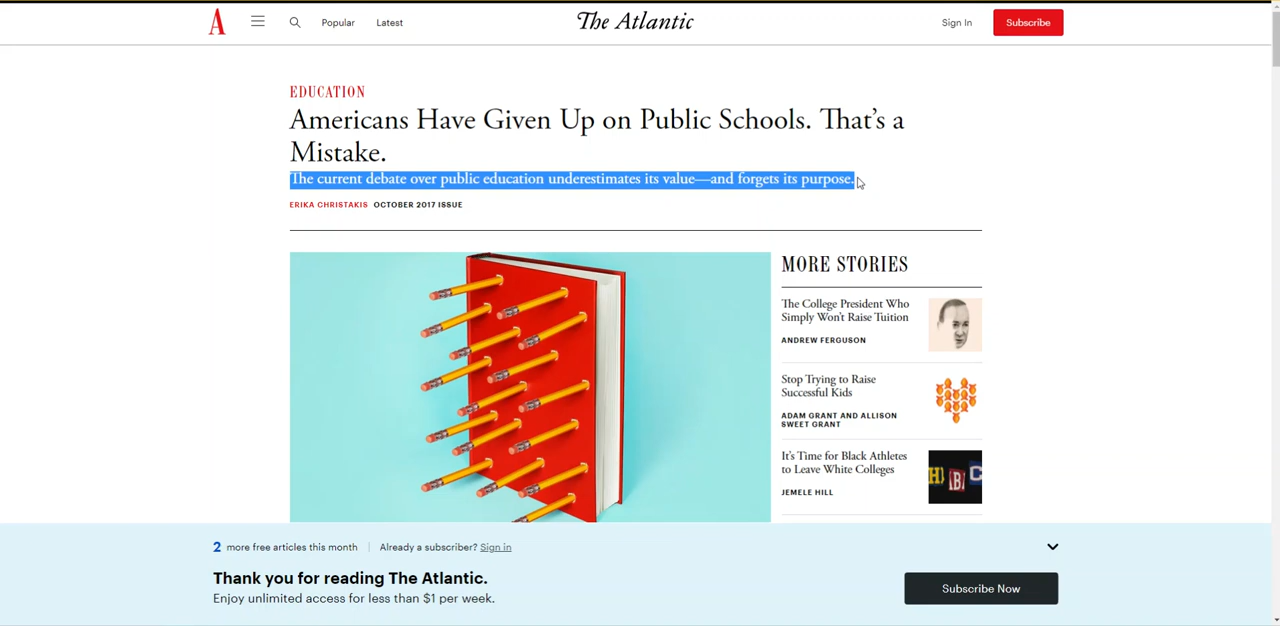 A
Popular
Latest
The Atlantic
Sign In
Subscribe
EDUCATION
Americans Have Given Up on Public Schools. That’s a
Mistake.
The current debate over public education underestimates its value—and forgets its purpose.
ERIKA CHRISTAKIS OCTOBER 2017 ISSUE
MORE STORIES
The College President Who
Simply Won’t Raise Tuition
ANDREW FERGUSON
Stop Trying to Raise
Successful Kids
ADAM GRANT AND ALLISON
SWEET GRANT
It’s Time for Black Athletes
to Leave White Colleges
JEMELE HILL
H B C
2 more free articles this month | Already a subscriber? Sign in
Thank you for reading The Atlantic.
Enjoy unlimited access for less than $1 per week.
Subscribe Now